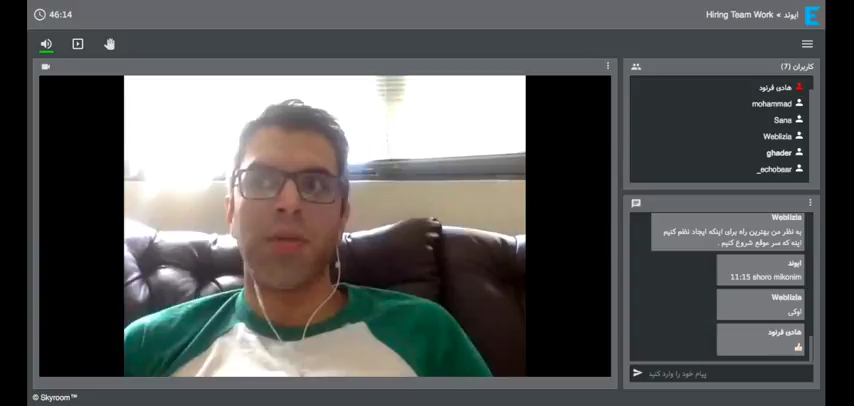 46:14
ایوند » Hiring Team Work
کاربران (7)
هادی فرنود
mohammad
Sana
Weblizia
ghader
echobaar_
Weblizia
به نظر من بهترین راه برای اینکه ایجاد نظم کنیم
اینه که سر موقع شروع کنیم .
ایوند
11:15 shoro mikonim
Weblizia
اوکی
هادی فرنود
پیام خود را وارد کنید
© Skyroom™